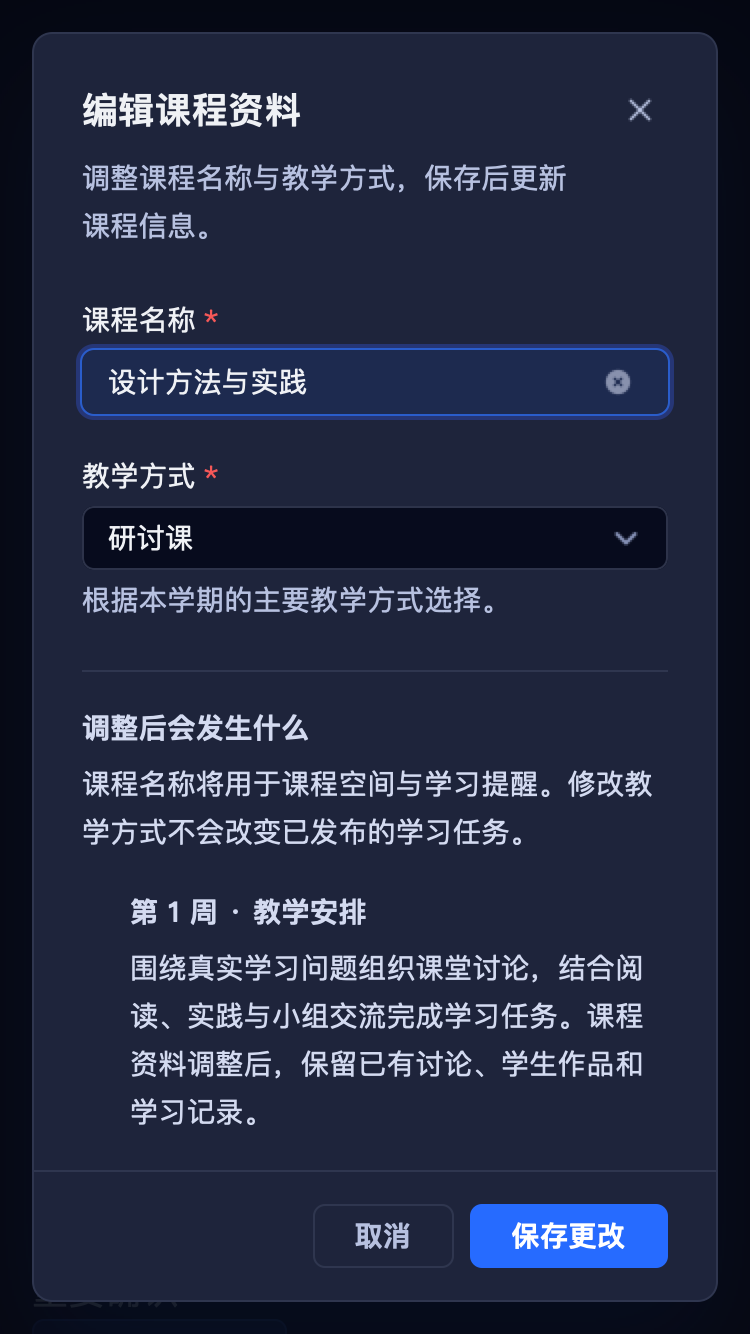 编辑课程资料
调整课程名称与教学方式，保存后更新
课程信息。
课程名称 *
设计方法与实践
教学方式 *
研讨课
根据本学期的主要教学方式选择。
调整后会发生什么
课程名称将用于课程空间与学习提醒。修改教
学方式不会改变已发布的学习任务。
第 1 周 · 教学安排
围绕真实学习问题组织课堂讨论，结合阅
读、实践与小组交流完成学习任务。课程
资料调整后，保留已有讨论、学生作品和
学习记录。
取消
保存更改